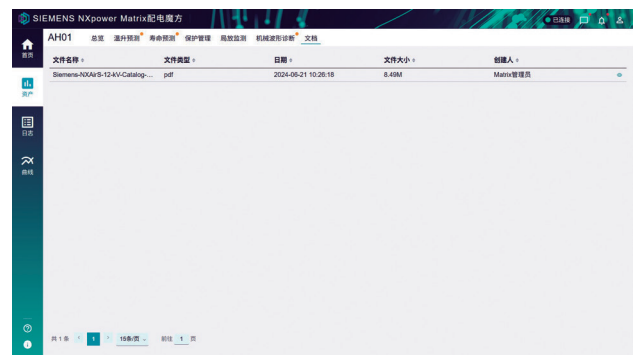 SIEMENS NXpower Matrix配电魔方
已连接
AH01 总览 温升预测 寿命预测 保护管理 局放监测 机械波形诊断 文档
首页
文件名称 文件类型 日期 文件大小 创建人
Siemens-NXAirS-12-kV-Catalog-... pdf 2024-06-21 10:26:18 8.49M Matrix管理员
资产
日志
曲线
共 1 条 1 15条/页 前往 1 页